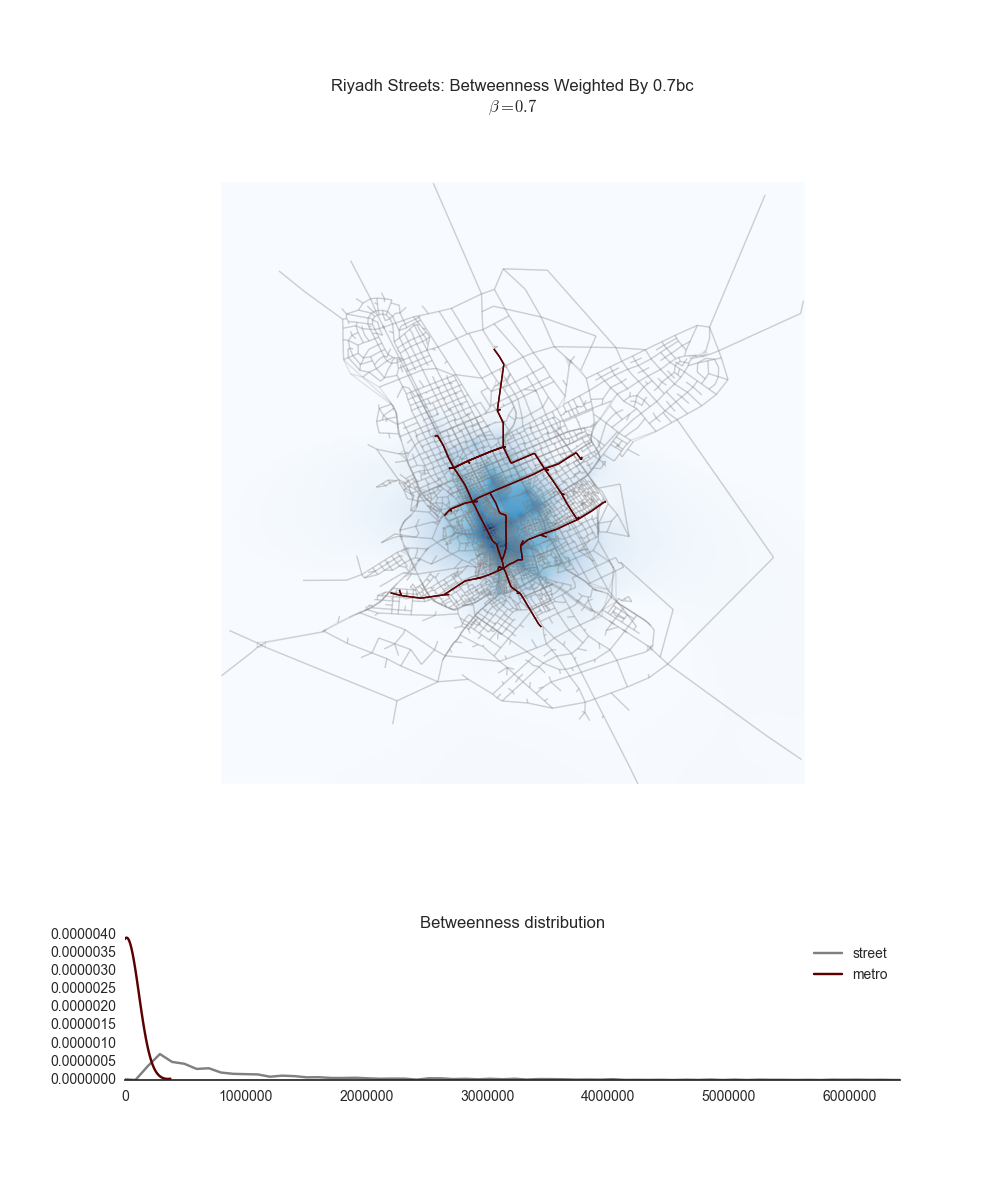 Riyadh Streets: Betweenness Weighted By 0.7bc
β=0.7
Betweenness distribution
0.0000040
0.0000035
0.0000030
0.0000025
0.0000020
0.0000015
0.0000010
0.0000005
0.0000000
street
metro
0 1000000 2000000 3000000 4000000 5000000 6000000